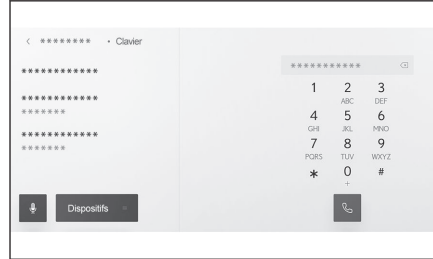 < ******** • Clavier
************
************
*******
************
*******
Dispositifs
***********
1 2 3
ABC DEF
4 5 6
GHI JKL MNO
7 8 9
PQRS TUV WXYZ
* 0 #
+